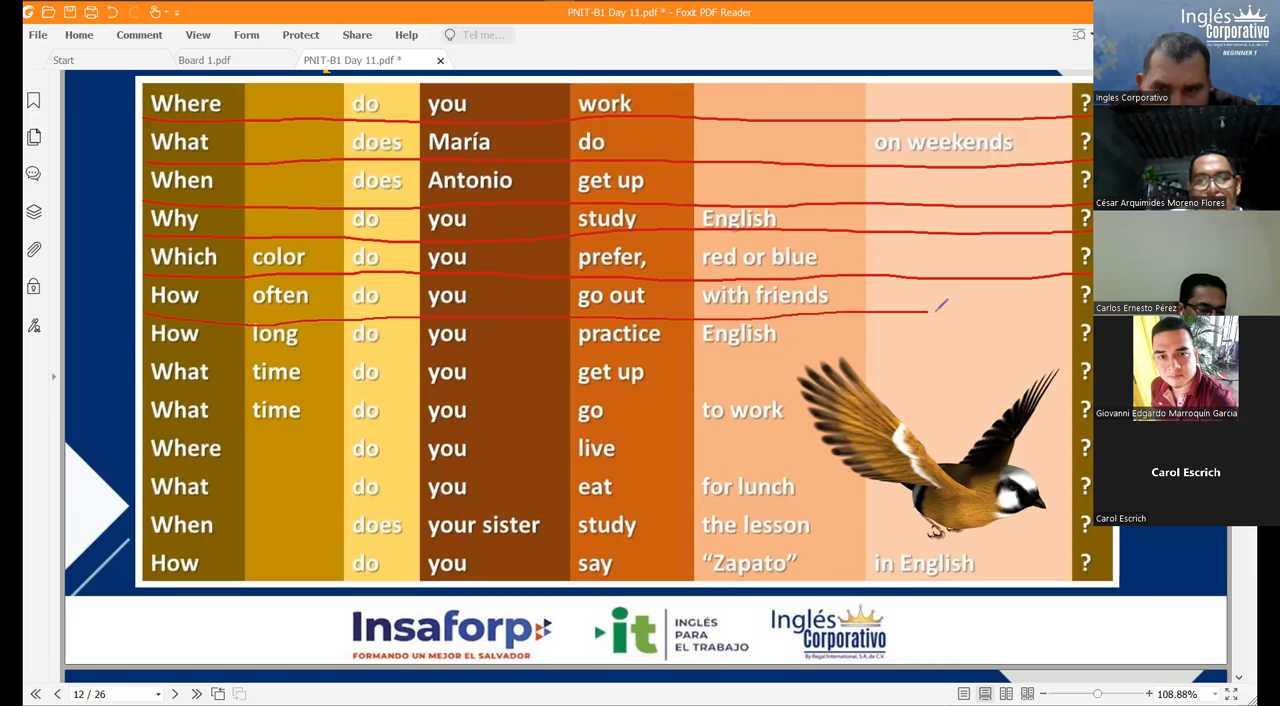 PNIT-B1 Day 11.pdf * - Foxit PDF Reader
File Home Comment View Form Protect Share Help Tell me...
Start Board 1.pdf PNIT-B1 Day 11.pdf *
Where do you work ?
What does María do on weekends ?
When does Antonio get up ?
Why do you study English ?
Which color do you prefer, red or blue ?
How often do you go out with friends ?
How long do you practice English ?
What time do you get up ?
What time do you go to work ?
Where do you live ?
What do you eat for lunch ?
When does your sister study the lesson ?
How do you say “Zapato” in English ?
Insaforp
FORMANDO UN MEJOR EL SALVADOR
it INGLÉS
PARA
EL TRABAJO
Inglés
Corporativo
By Regal International, S.A. de C.V.
12 / 26
108.88%
Inglés
Corporativo
By Regal International, S.A. de C.V.
BEGINNER 1
Ingles Corporativo
César Arquimides Moreno Flores
Carlos Ernesto Pérez
Giovanni Edgardo Marroquín Garcia
Carol Escrich
Carol Escrich